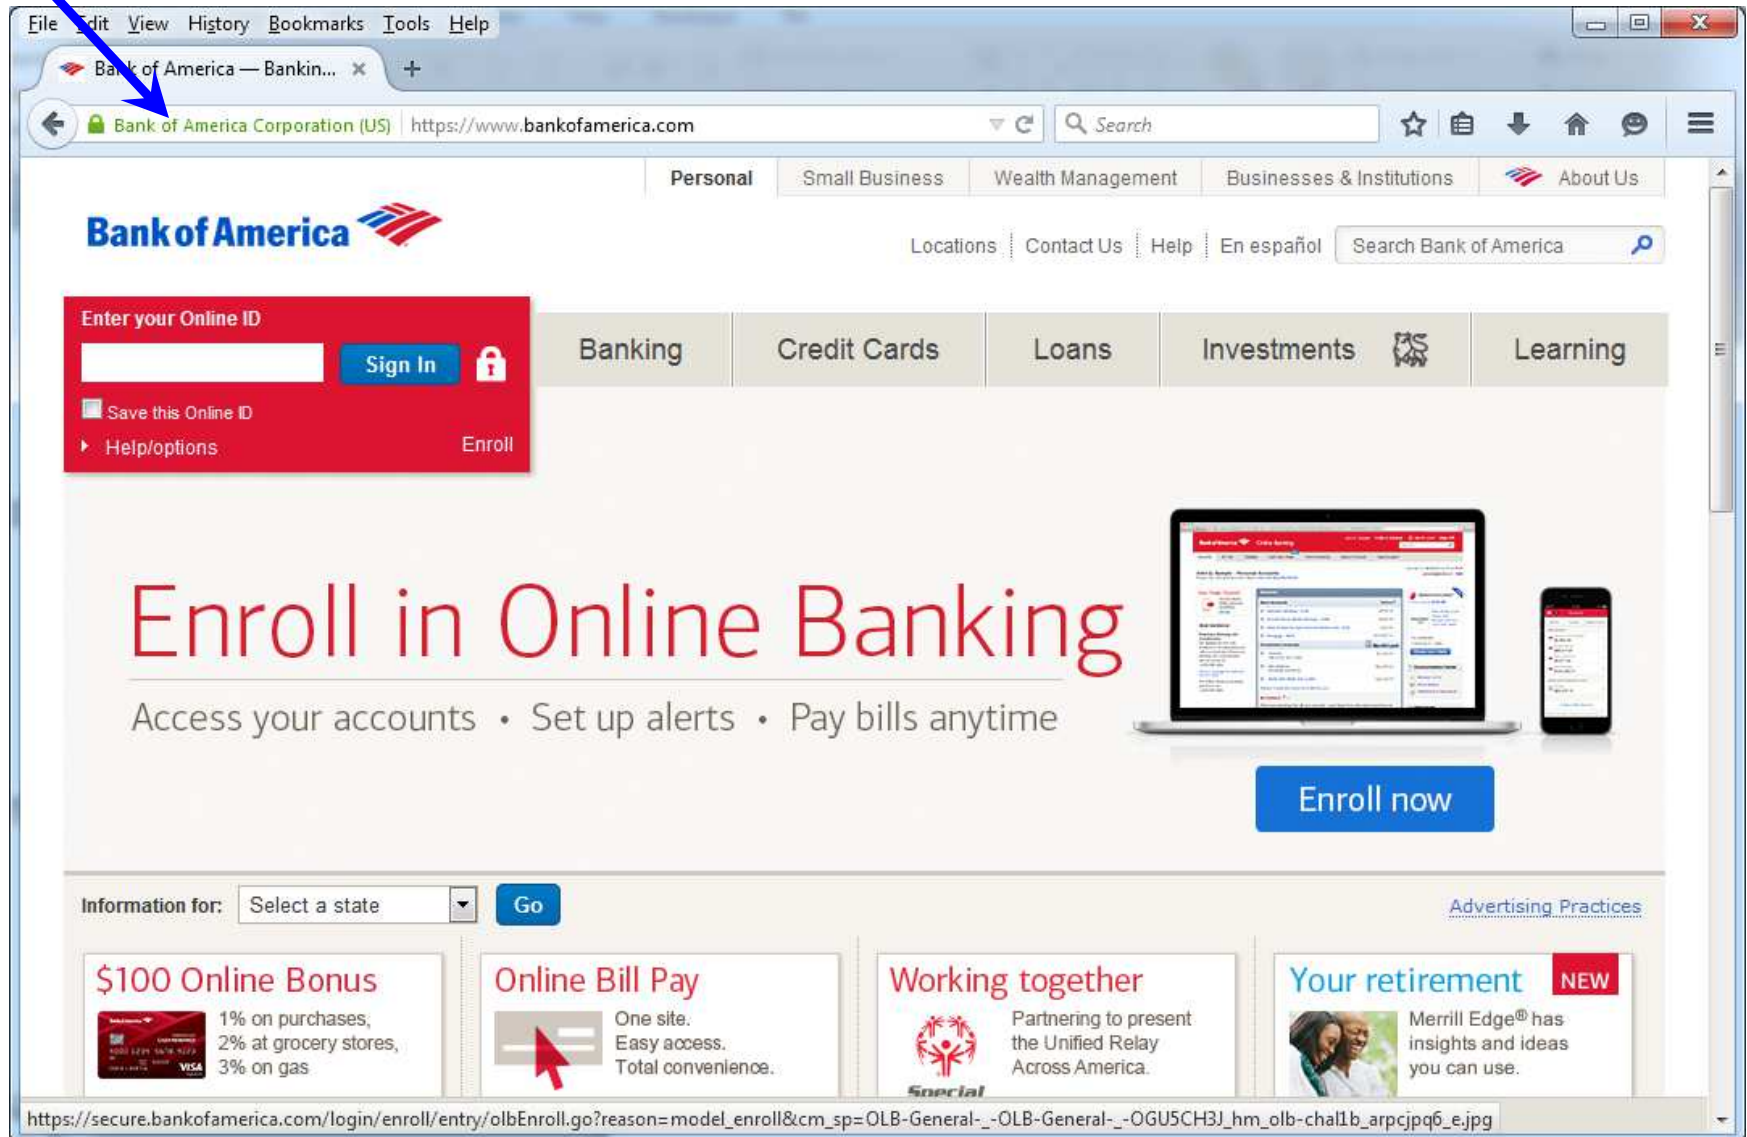 File Edit View History Bookmarks Tools Help
Bank of America — Bankin...
Bank of America Corporation (US) https://www.bankofamerica.com Search
Personal Small Business Wealth Management Businesses & Institutions About Us
Bank of America
Locations Contact Us Help En español Search Bank of America
Enter your Online ID
Sign In
Save this Online ID
Help/options Enroll
Banking Credit Cards Loans Investments Learning
Enroll in Online Banking
Access your accounts • Set up alerts • Pay bills anytime
Enroll now
Information for: Select a state Go Advertising Practices
$100 Online Bonus
1% on purchases,
2% at grocery stores,
3% on gas
VISA
Online Bill Pay
One site.
Easy access.
Total convenience.
Working together
Partnering to present
the Unified Relay
Across America.
Special
Your retirement NEW
Merrill Edge® has
insights and ideas
you can use.
https://secure.bankofamerica.com/login/enroll/entry/olbEnroll.go?reason=model_enroll&cm_sp=OLB-General-_-OLB-General-_-OGU5CH3J_hm_olb-chal1b_arpcjpq6_e.jpg